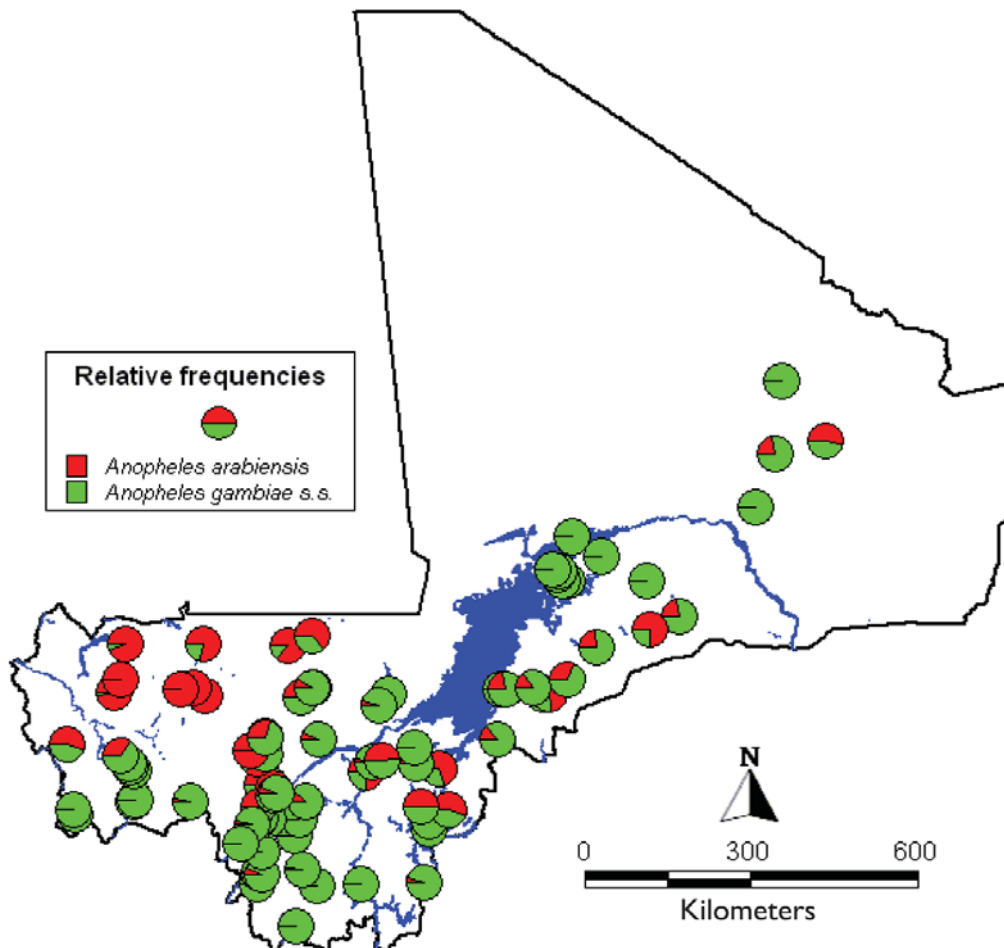 Relative frequencies
Anopheles arabiensis
Anopheles gambiae s.s.
N
0 300 600
Kilometers